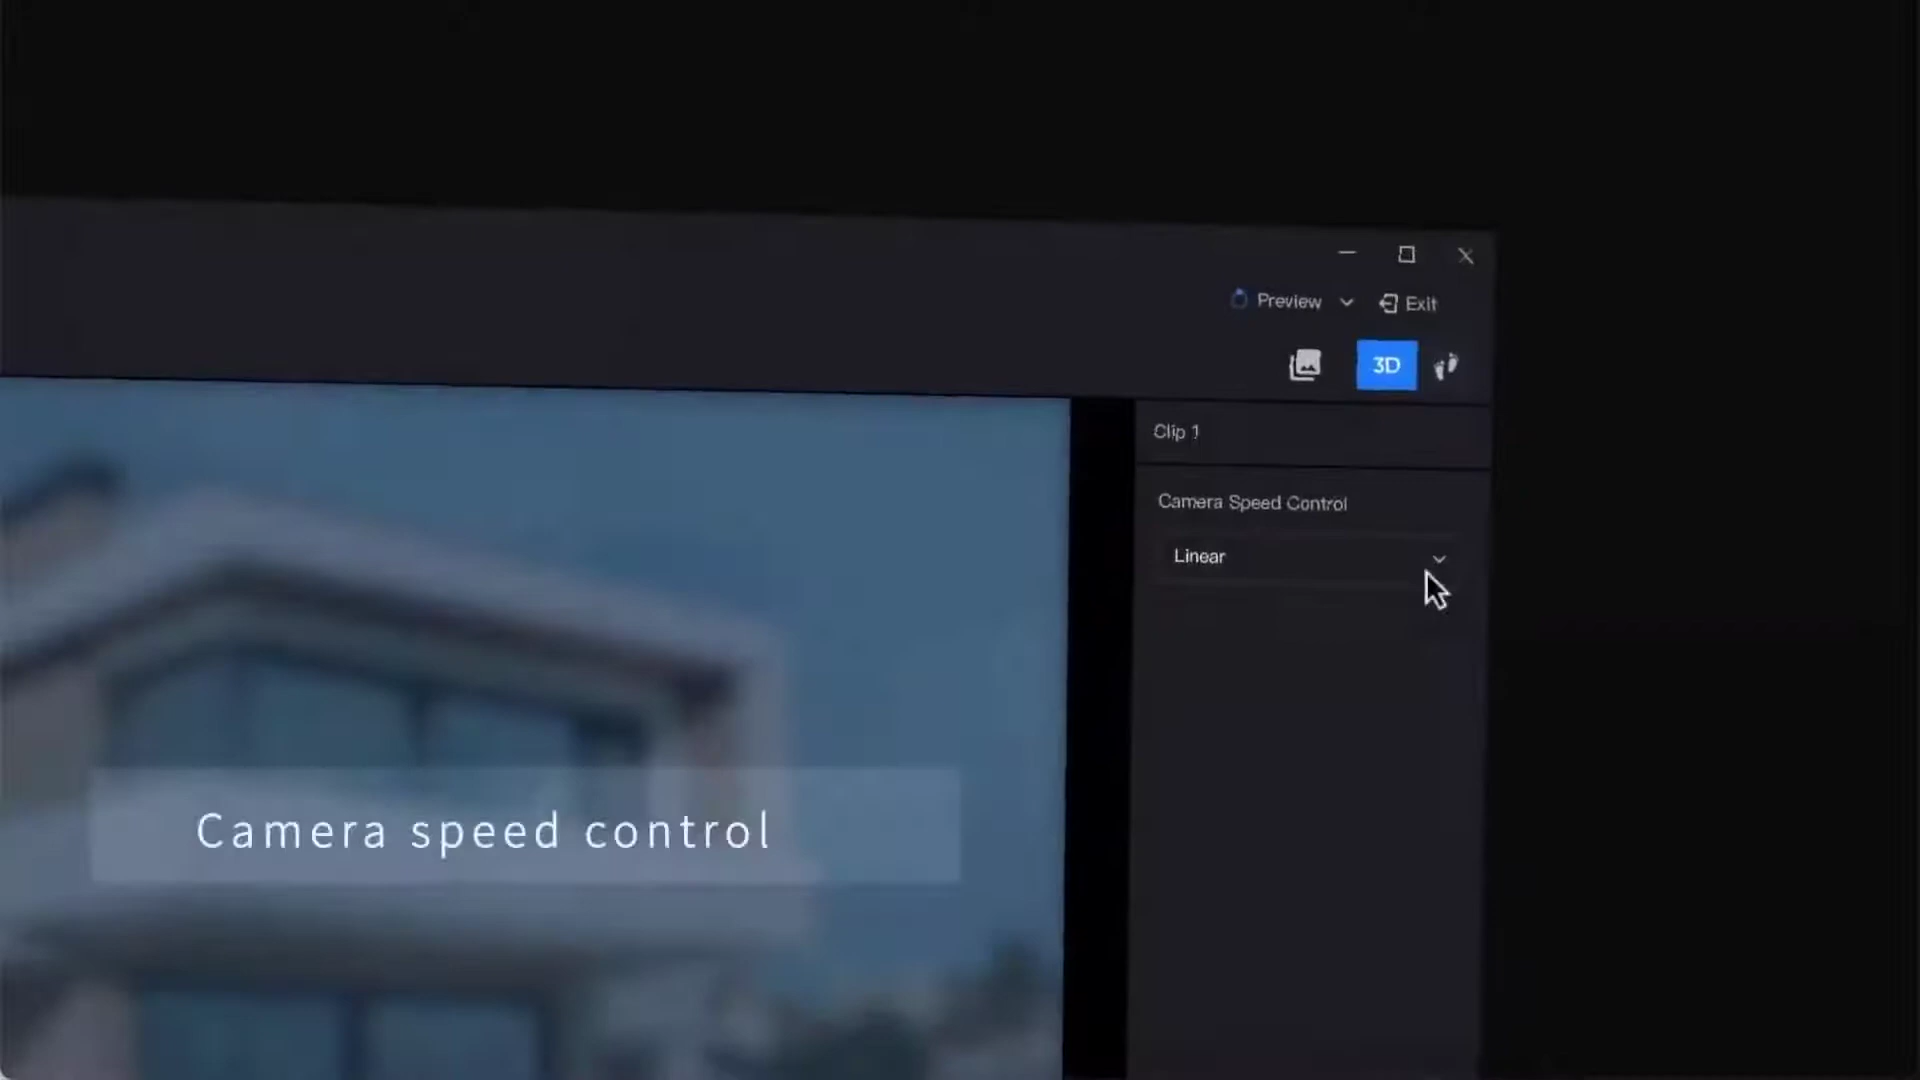 Preview
Exit
3D
Clip 1
Camera Speed Control
Linear
Camera speed control